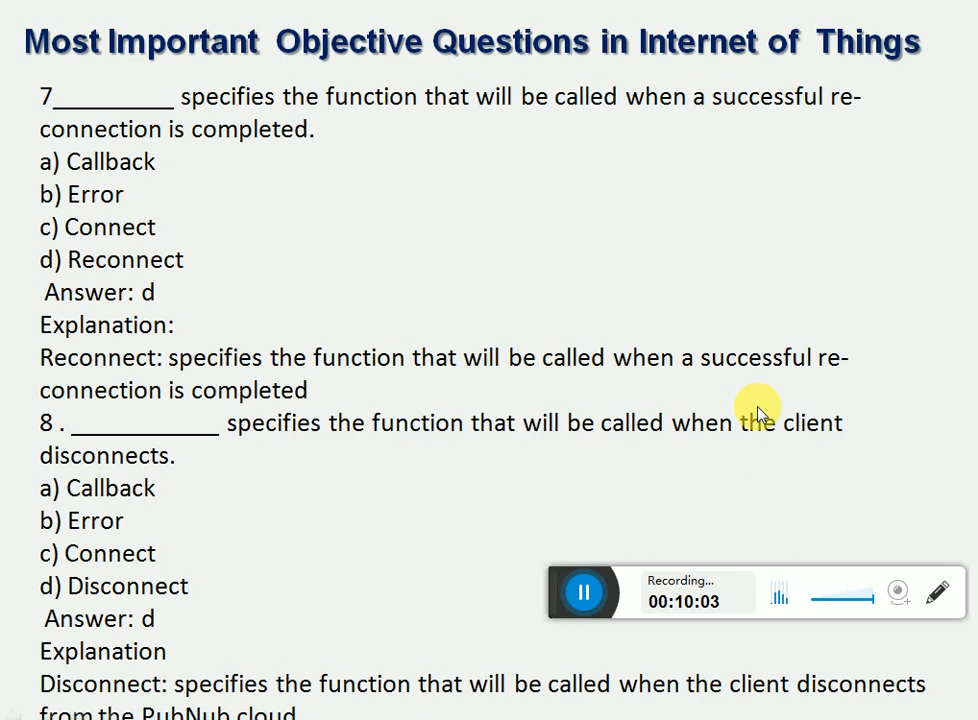 Most Important Objective Questions in Internet of Things
7__________ specifies the function that will be called when a successful re-
connection is completed.
a) Callback
b) Error
c) Connect
d) Reconnect
Answer: d
Explanation:
Reconnect: specifies the function that will be called when a successful re-
connection is completed
8 . ____________ specifies the function that will be called when the client
disconnects.
a) Callback
b) Error
c) Connect
d) Disconnect
Answer: d
Explanation
Disconnect: specifies the function that will be called when the client disconnects
from the PubNub cloud
Recording...
00:10:03